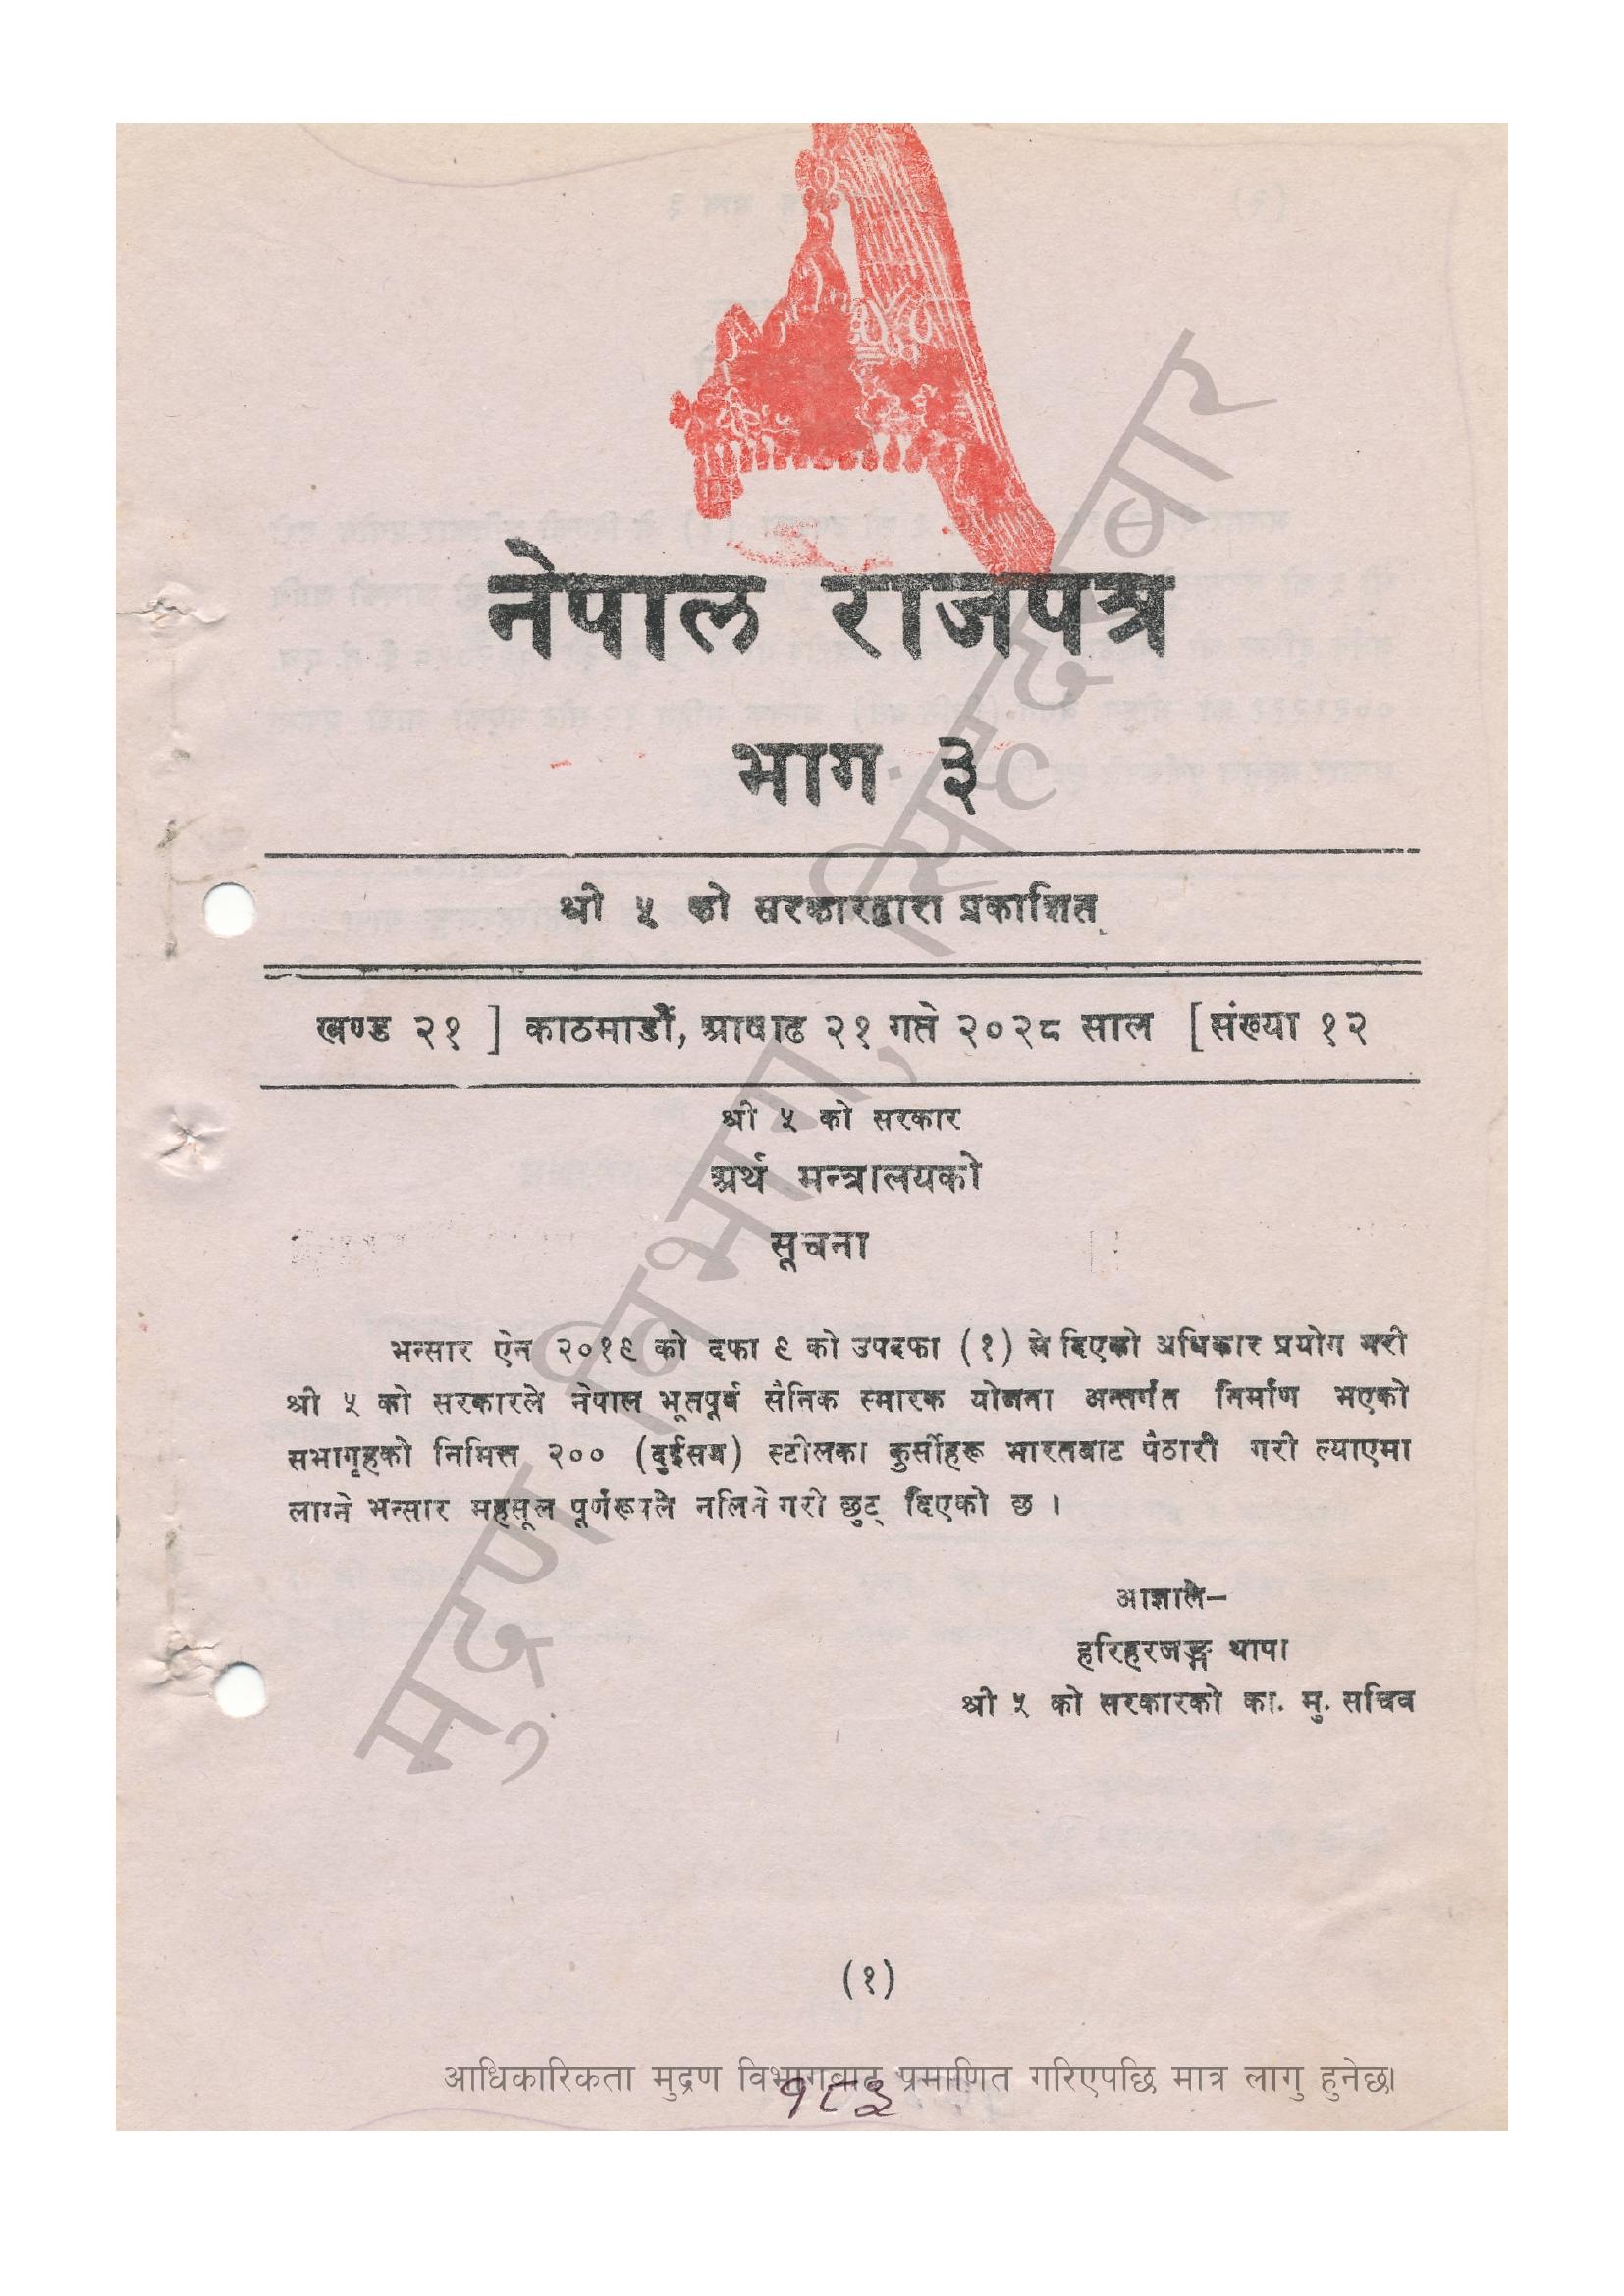 नेपाल राजपत्र
भाग ३
श्री ५ को सरकारद्वारा प्रकाशित
खण्ड २१ ] काठमाडौं, आषाढ २१ गते २०२८ साल [ संख्या १२
श्री ५ को सरकार
अर्थ मन्त्रालयको
सूचना
भन्सार ऐन २०१९ को दफा ९ को उपदफा (१) ले दिएको अधिकार प्रयोग गरी
श्री ५ को सरकारले नेपाल भूतपूर्व सैनिक स्मारक योजना अन्तर्गत निर्माण भएको
सभागृहको निमित्त २०० (दुईसय) स्टीलका कुर्सीहरू भारतबाट पैठारी गरी ल्याएमा
लाग्ने भन्सार महसूल पूर्णरूपले नलिने गरी छुट् दिएको छ ।
आज्ञाले–
हरिहरजङ्ग थापा
श्री ५ को सरकारको का. मु. सचिव
(१)
आधिकारिकता मुद्रण विभागबाट प्रमाणित गरिएपछि मात्र लागु हुनेछ।
१८३
मुद्रण विभाग, सिंहदरबार